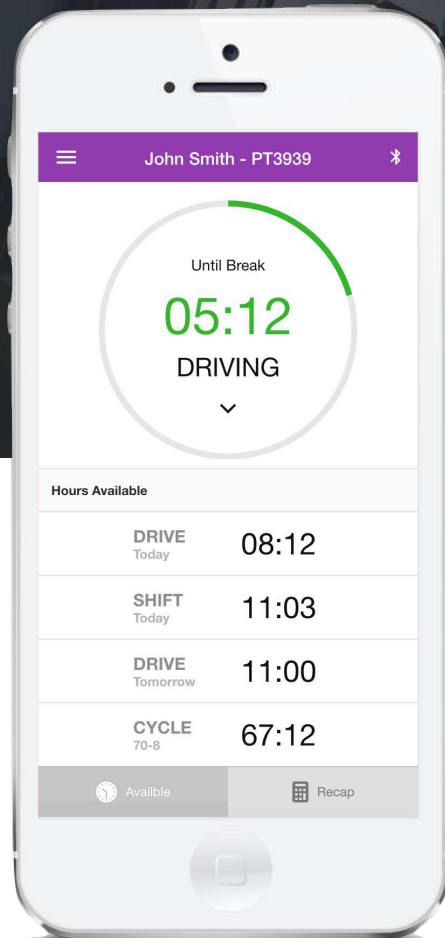 John Smith - PT3939
Until Break
05:12
DRIVING
Hours Available
DRIVE
Today
08:12
SHIFT
Today
11:03
DRIVE
Tomorrow
11:00
CYCLE
70-8
67:12
Availble
Recap